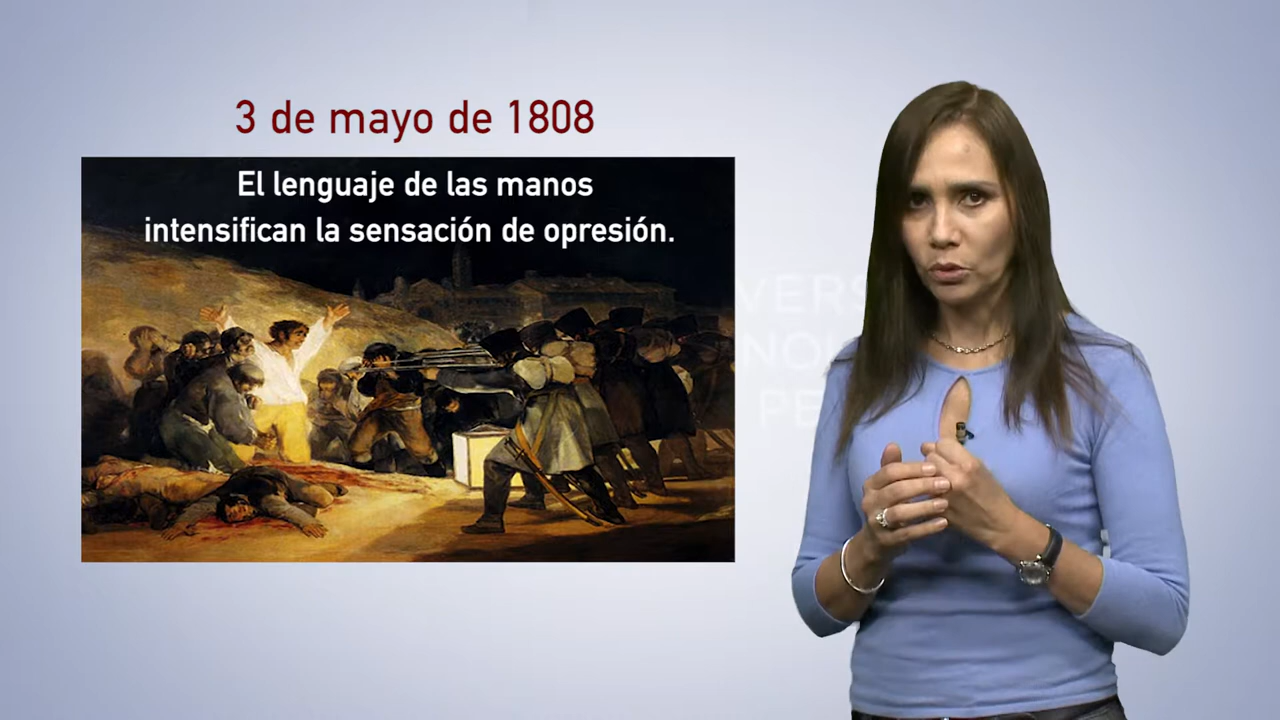 3 de mayo de 1808
El lenguaje de las manos
intensifican la sensación de opresión.